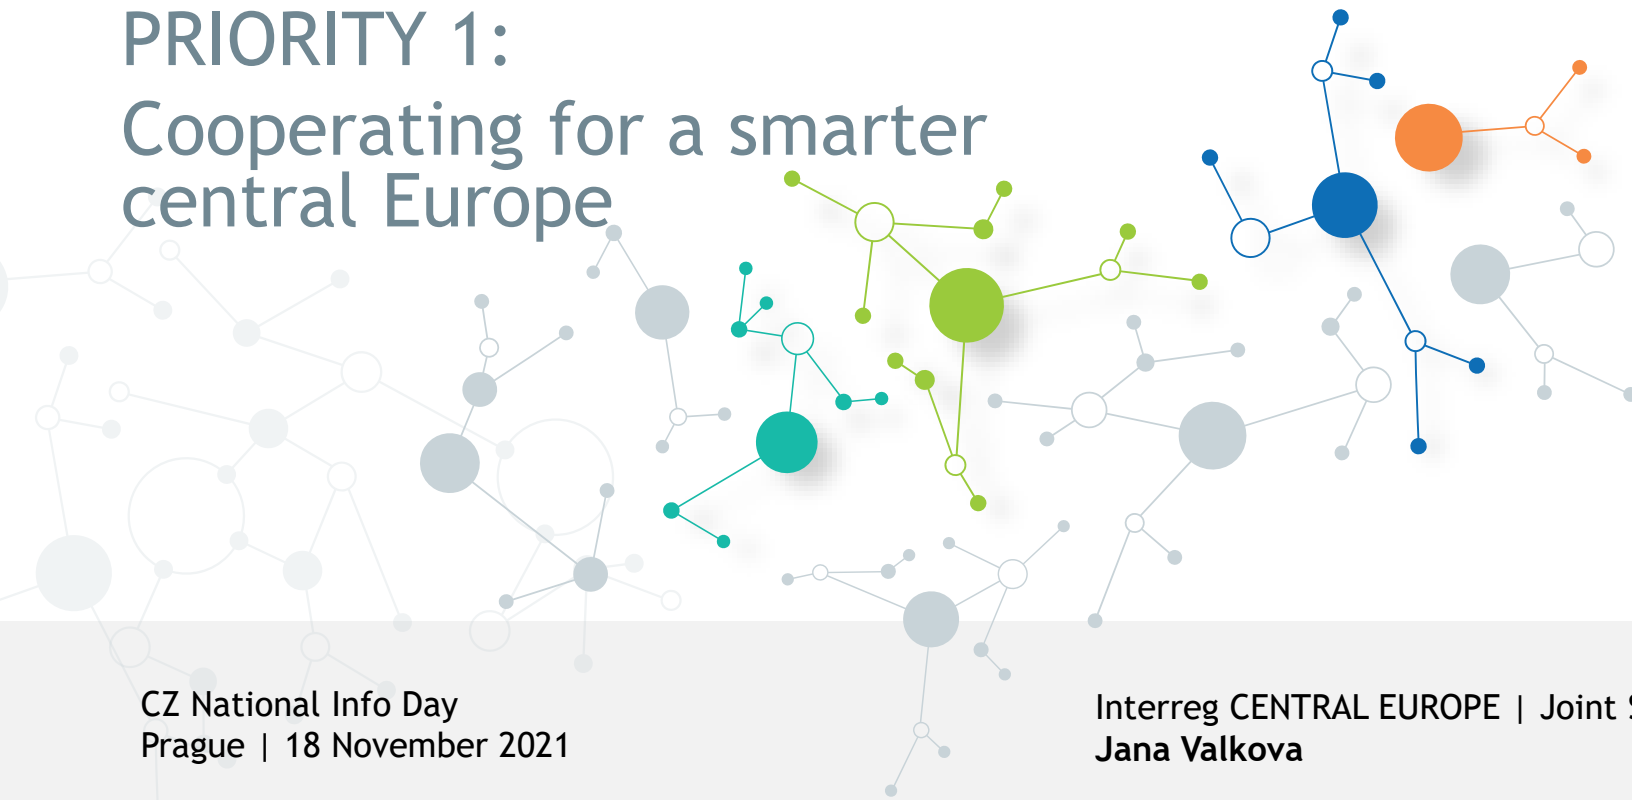 PRIORITY 1:
Cooperating for a smarter
central Europe
CZ National Info Day
Prague | 18 November 2021
Interreg CENTRAL EUROPE | Joint
Jana Valkova